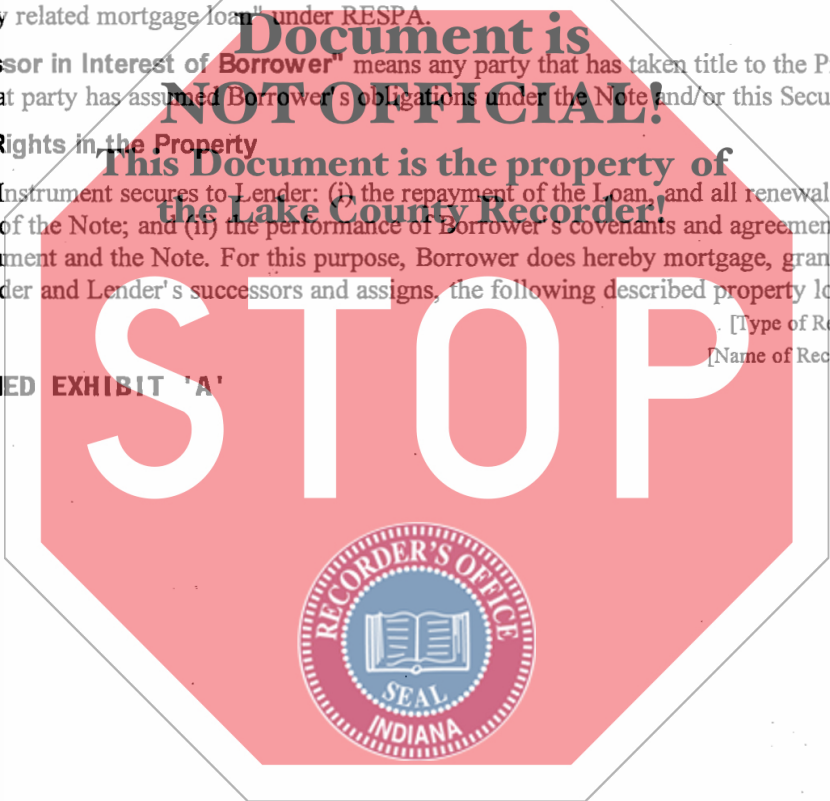 y related mortgage loan" under RESPA.
Document is
ssor in Interest of Borrower" means any party that has taken title to the P
NOT OFFICIAL!
at party has assumed Borrower's obligations under the Note and/or this Secu
Rights in the Property
This Document is the property of
Instrument secures to Lender: (i) the repayment of the Loan, and all renewal
the Lake County Recorder!
of the Note; and (ii) the performance of Borrower's covenants and agreemen
ment and the Note. For this purpose, Borrower does hereby mortgage, gran
der and Lender's successors and assigns, the following described property lo
[Type of Re
[Name of Rec
ED EXHIBIT 'A'
STOP
RECORDER'S OFFICE
SEAL
INDIANA